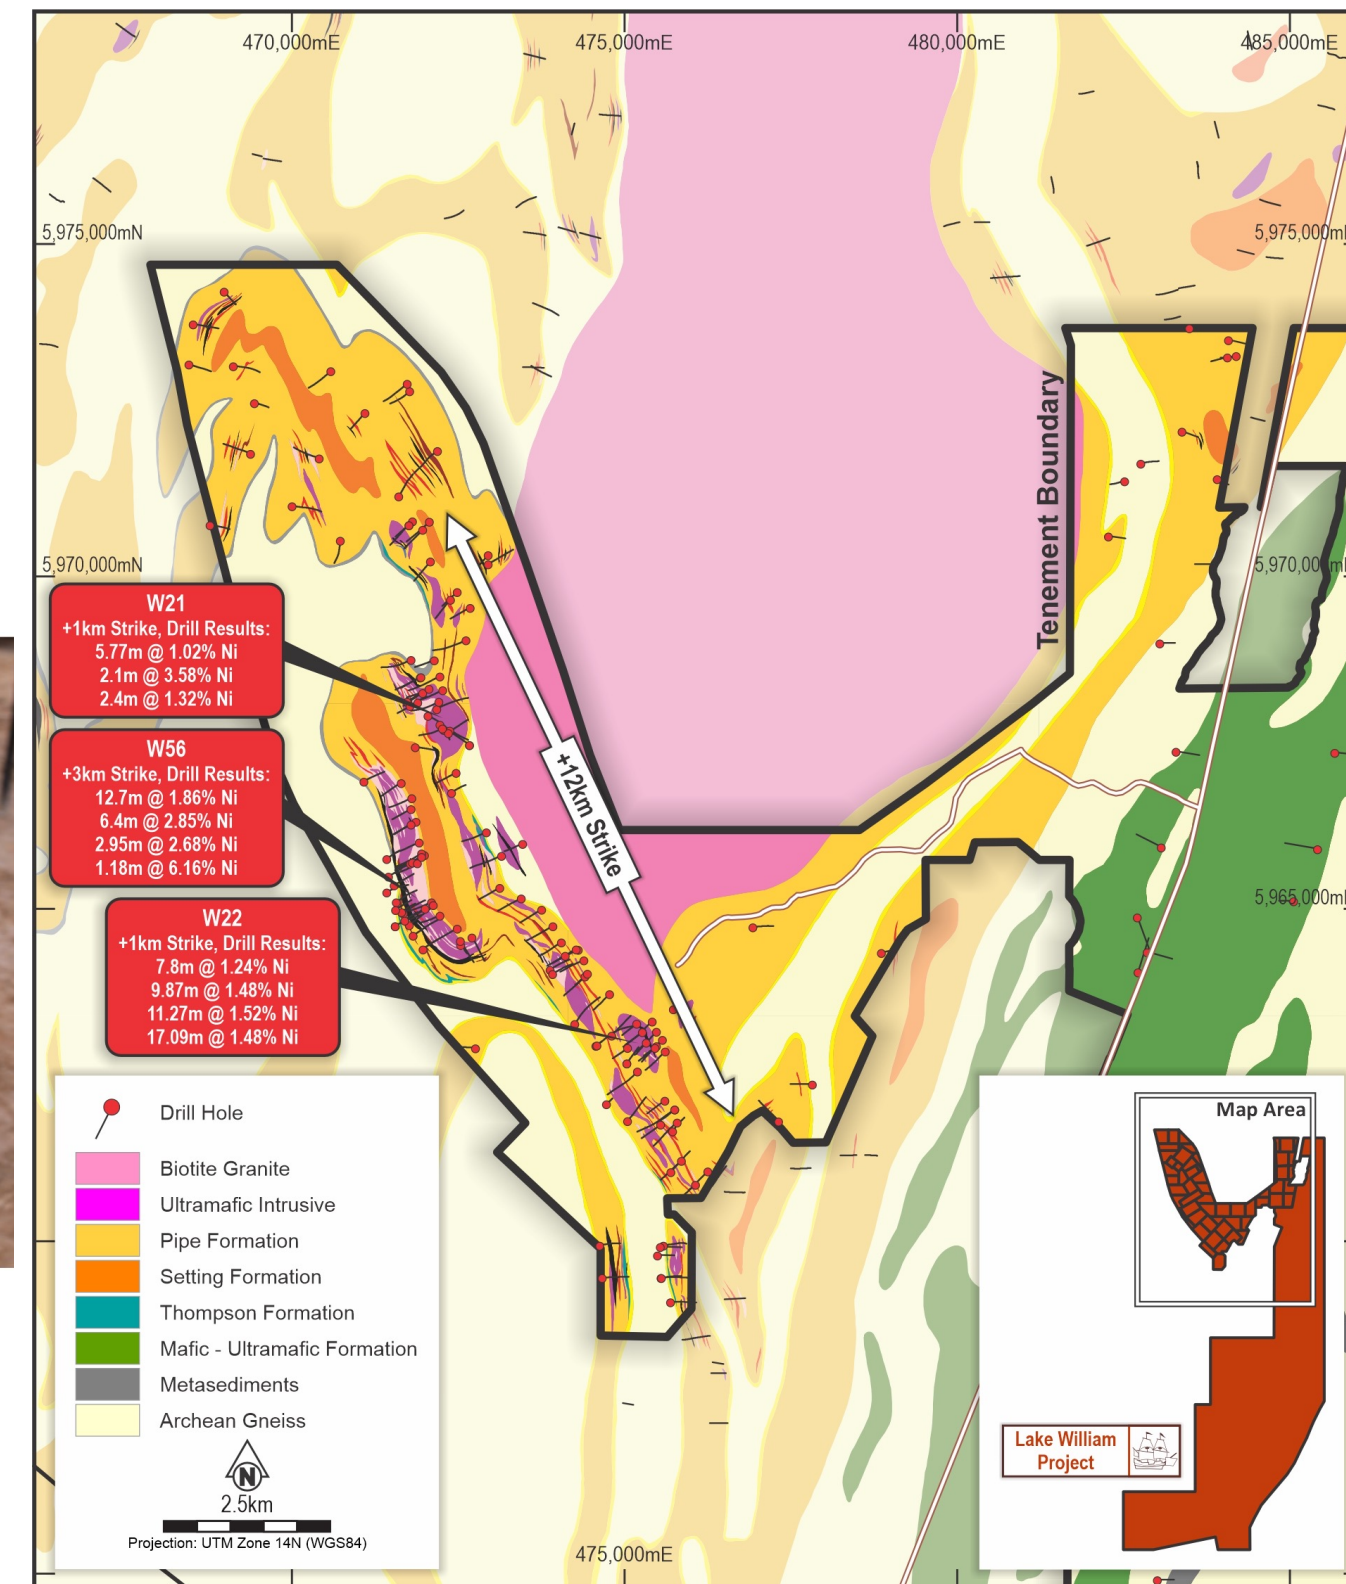 470,000mE
475,000mE
480,000mE
485,000mE
5,975,000mN
5,975,000m
Tenement Boundary
5,970,000mN
5,970,000m
W21
+1km Strike, Drill Results:
5.77m @ 1.02% Ni
2.1m @ 3.58% Ni
2.4m @ 1.32% Ni
W56
+3km Strike, Drill Results:
12.7m @ 1.86% Ni
6.4m @ 2.85% Ni
2.95m @ 2.68% Ni
1.18m @ 6.16% Ni
+12km Strike
5,965,000m
W22
+1km Strike, Drill Results:
7.8m @ 1.24% Ni
9.87m @ 1.48% Ni
11.27m @ 1.52% Ni
17.09m @ 1.48% Ni
Drill Hole
Biotite Granite
Ultramafic Intrusive
Pipe Formation
Setting Formation
Thompson Formation
Mafic - Ultramafic Formation
Metasediments
Archean Gneiss
N
2.5km
Projection: UTM Zone 14N (WGS84)
475,000mE
Map Area
Lake William
Project